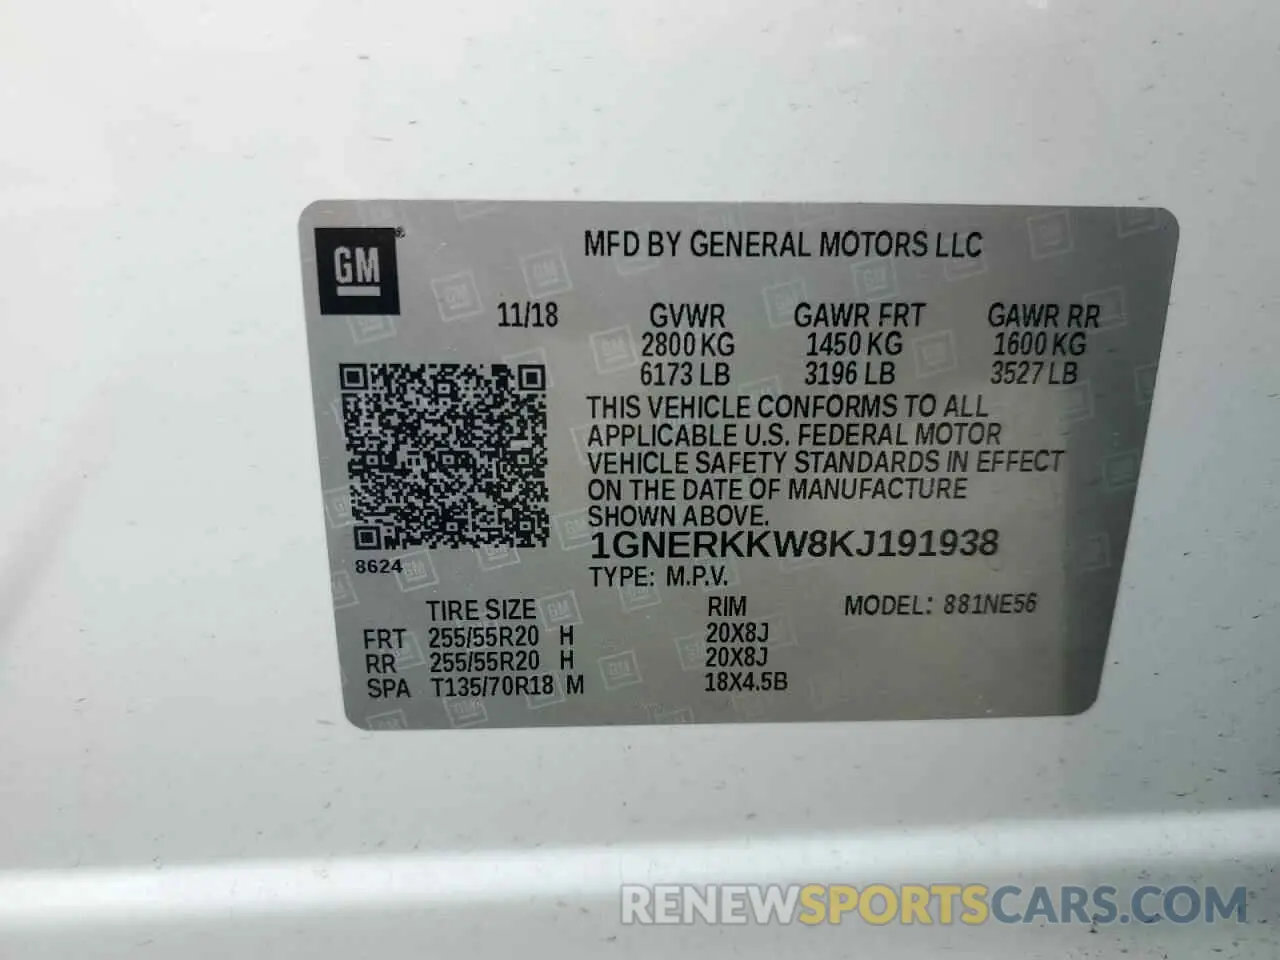 GM®
MFD BY GENERAL MOTORS LLC
11/18 GVWR GAWR FRT GAWR RR
2800 KG 1450 KG 1600 KG
6173 LB 3196 LB 3527 LB
THIS VEHICLE CONFORMS TO ALL
APPLICABLE U.S. FEDERAL MOTOR
VEHICLE SAFETY STANDARDS IN EFFECT
ON THE DATE OF MANUFACTURE
SHOWN ABOVE.
1GNERKKW8KJ191938
8624
TYPE: M.P.V.
TIRE SIZE RIM MODEL: 881NE56
FRT 255/55R20 H 20X8J
RR 255/55R20 H 20X8J
SPA T135/70R18 M 18X4.5B
RENEWSPORTSCARS.COM